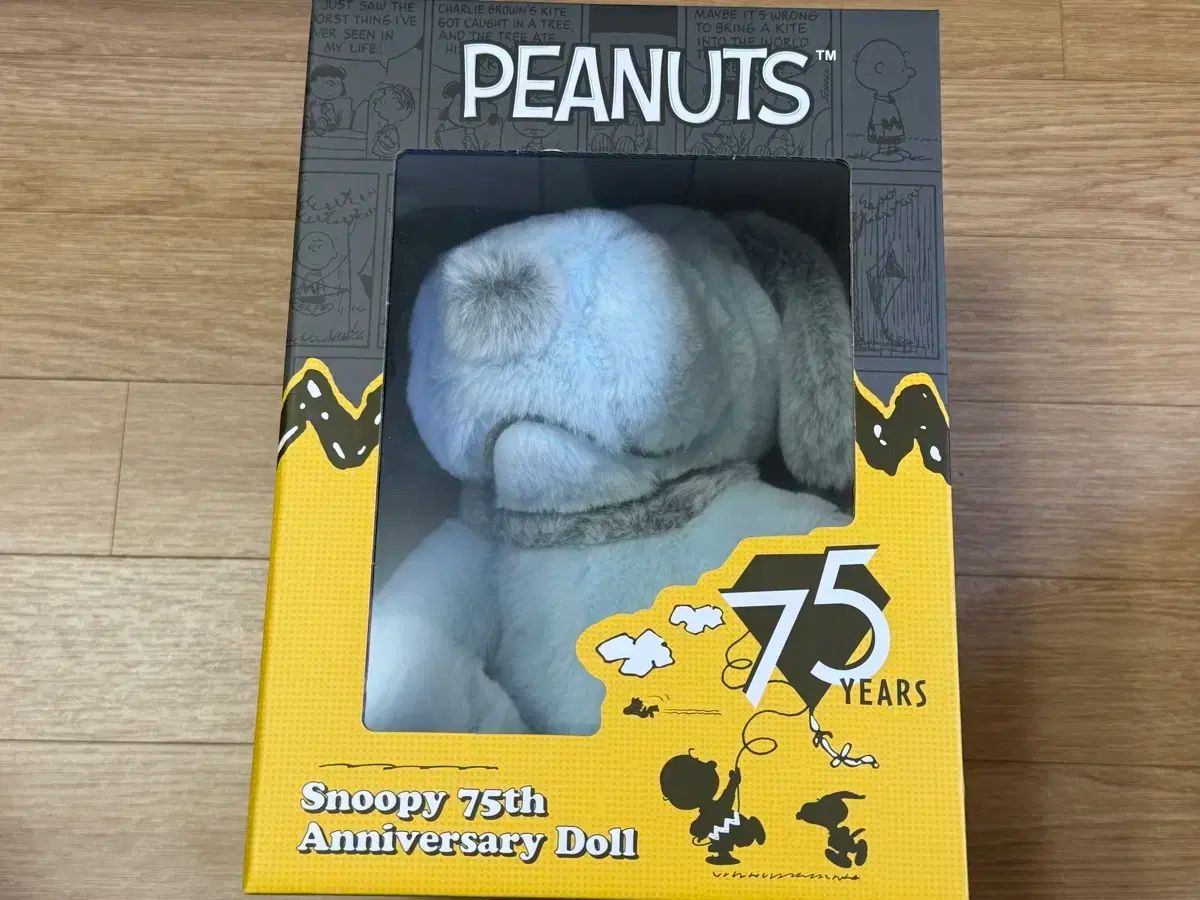 JUST SAW THE
WORST THING I'VE
EVER SEEN IN
MY LIFE!
CHARLIE BROWN'S KITE
GOT CAUGHT IN A TREE,
AND THE TREE ATE
MAYBE IT'S WRONG
TO BRING A KITE
INTO THE WORLD
PEANUTS™
75
YEARS
Snoopy 75th
Anniversary Doll